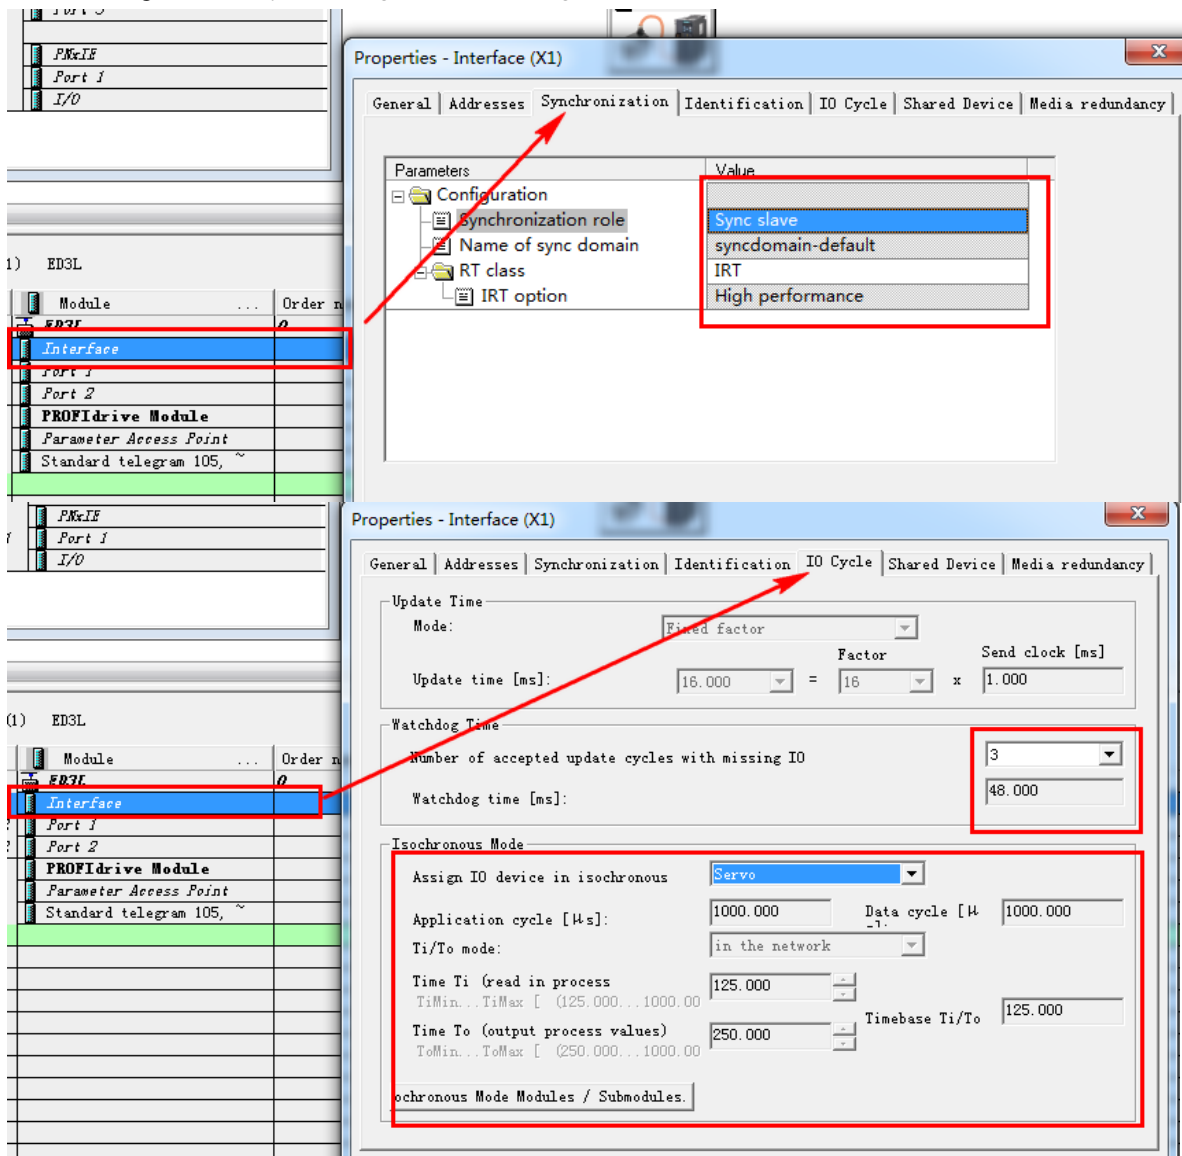 Properties - Interface (X1)
PNxIE
Port 1
I/O
General Addresses Synchronization Identification IO Cycle Shared Device Media redundancy
Parameters Value
Configuration
Synchronization role Sync slave
Name of sync domain syncdomain-default
RT class IRT
IRT option High performance
1) ED3L
Module ... Order n
ED3L
Interface
Port 1
Port 2
PROFIdrive Module
Parameter Access Point
Standard telegram 105, ~
PNxIE
Port 1
I/O
Properties - Interface (X1)
General Addresses Synchronization Identification IO Cycle Shared Device Media redundancy
Update Time
Mode: Fixed factor
Factor Send clock [ms]
Update time [ms]: 16.000 = 16 x 1.000
Watchdog Time
Number of accepted update cycles with missing IO 3
Watchdog time [ms]: 48.000
Isochronous Mode
Assign IO device in isochronous Servo
Application cycle [µs]: 1000.000 Data cycle [µ 1000.000
Ti/To mode: in the network
Time Ti (read in process 125.000
TiMin...TiMax [ (125.000...1000.00
Timebase Ti/To 125.000
Time To (output process values) 250.000
ToMin...ToMax [ (250.000...1000.00
ochronous Mode Modules / Submodules.
(1) ED3L
Module ... Order n
ED3L
Interface
Port 1
Port 2
PROFIdrive Module
Parameter Access Point
Standard telegram 105, ~